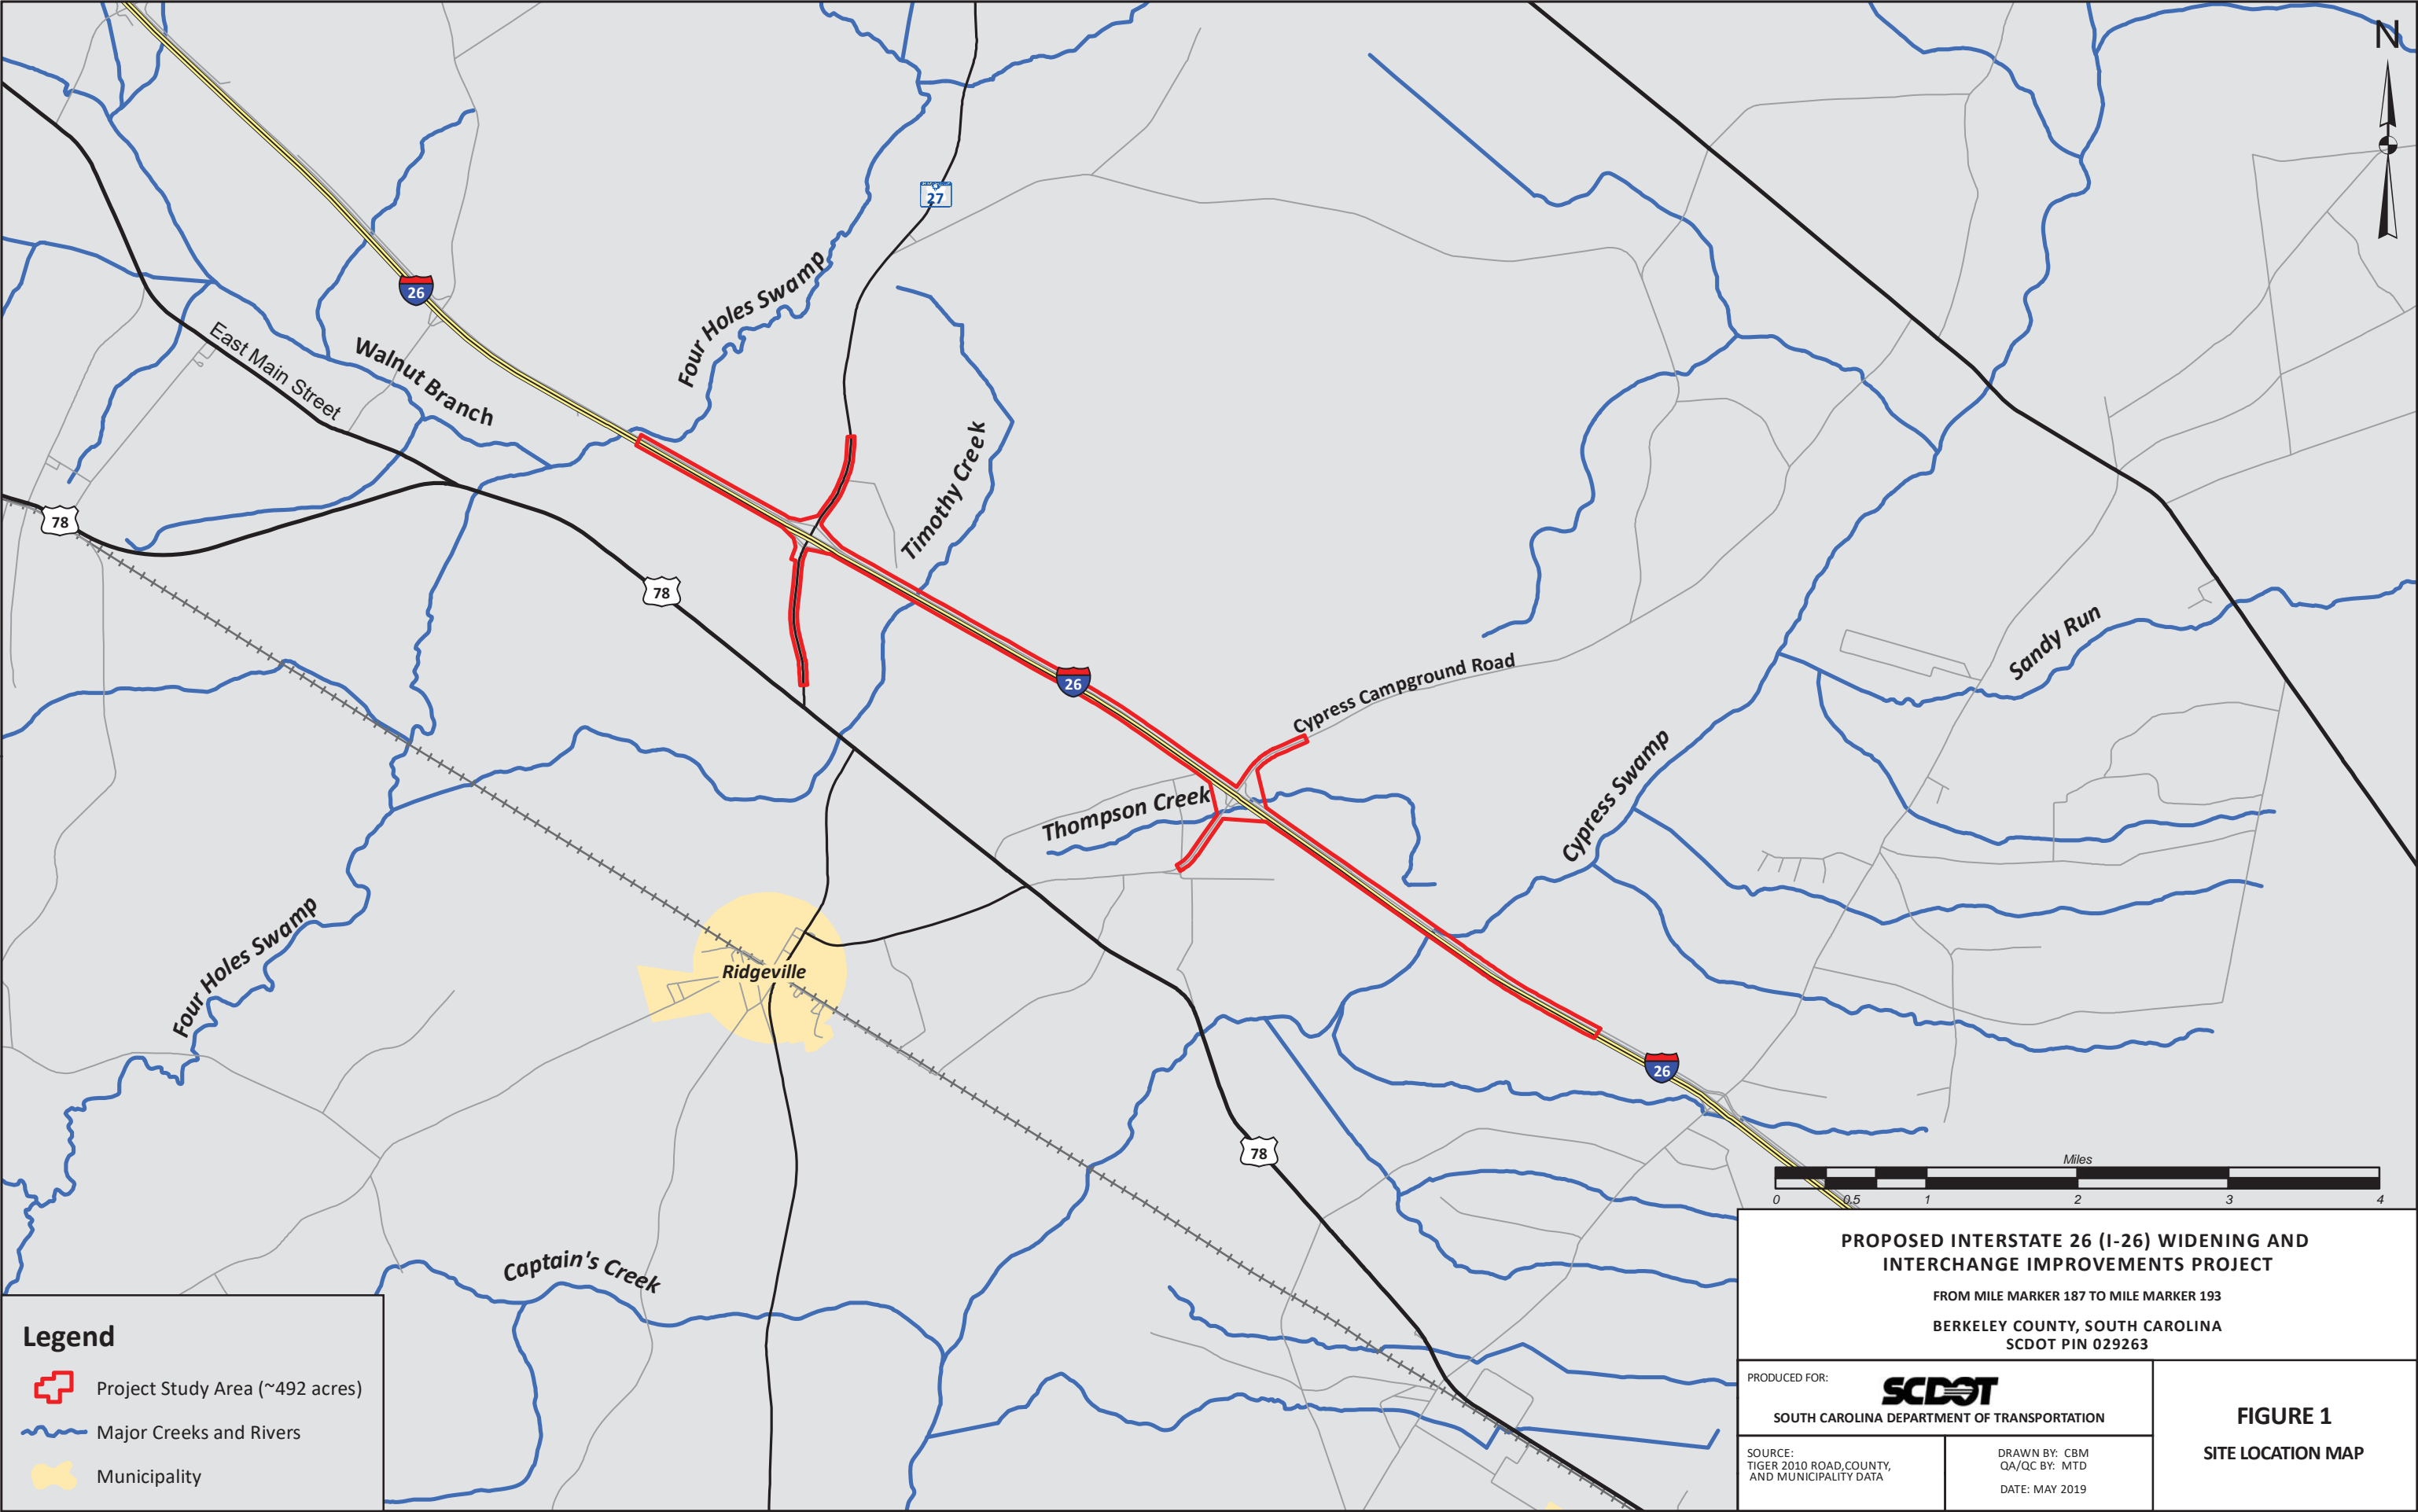 N
27
26
Four Holes Swamp
East Main Street
Walnut Branch
Timothy Creek
78
78
26
Cypress Campground Road
Sandy Run
Thompson Creek
Cypress Swamp
Four Holes Swamp
Ridgeville
26
78
Captain's Creek
Miles
0 0.5 1 2 3 4
Legend
Project Study Area (~492 acres)
Major Creeks and Rivers
Municipality
PROPOSED INTERSTATE 26 (I-26) WIDENING AND
INTERCHANGE IMPROVEMENTS PROJECT
FROM MILE MARKER 187 TO MILE MARKER 193
BERKELEY COUNTY, SOUTH CAROLINA
SCDOT PIN 029263
PRODUCED FOR:
SCDOT
SOUTH CAROLINA DEPARTMENT OF TRANSPORTATION
SOURCE:
TIGER 2010 ROAD,COUNTY,
AND MUNICIPALITY DATA
DRAWN BY: CBM
QA/QC BY: MTD
DATE: MAY 2019
FIGURE 1
SITE LOCATION MAP